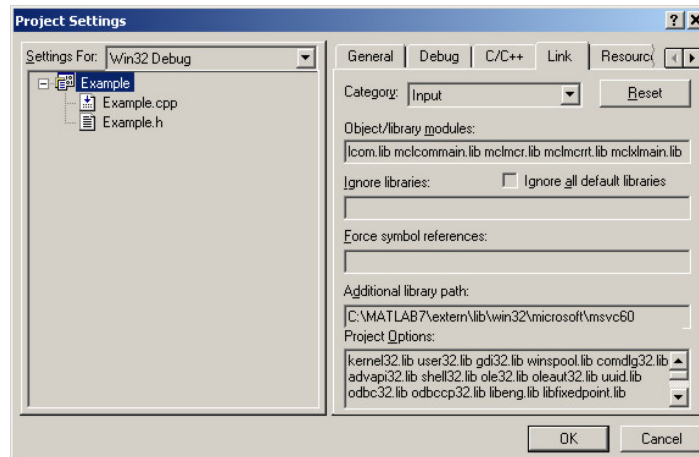 Project Settings
Settings For: Win32 Debug
Example
Example.cpp
Example.h
General Debug C/C++ Link
Category: Input Reset
Object/library modules:
lcom.lib mclcommain.lib mclmcr.lib mclmcrrt.lib mclxlmain.lib
Ignore libraries: Ignore all default libraries
Force symbol references:
Additional library path:
C:\MATLAB7\extern\lib\win32\microsoft\msvc60
Project Options:
kernel32.lib user32.lib gdi32.lib winspool.lib comdlg32.lib
advapi32.lib shell32.lib ole32.lib oleaut32.lib uuid.lib
odbc32.lib odbccp32.lib libeng.lib libfixedpoint.lib
OK Cancel